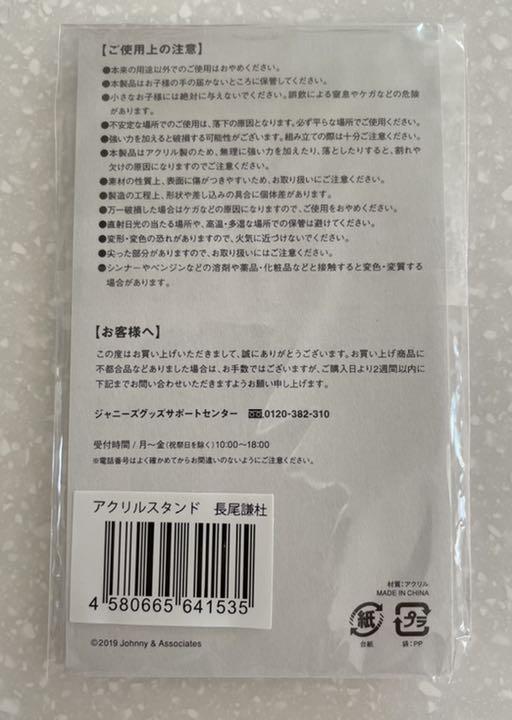 【ご使用上の注意】
●本来の用途以外でのご使用はおやめください。
●本製品はお子様の手の届かないところに保管してください。
●小さなお子様には絶対に与えないでください。誤飲による窒息やケガなどの危険
があります。
●不安定な場所でのご使用は、落下の原因となります。必ず平らな場所でご使用ください。
●強い力を加えると破損する可能性がございます。組み立ての際は十分ご注意ください。
●本製品はアクリル製のため、無理に強い力を加えたり、落としたりすると、割れや
欠けの原因になりますのでご注意ください。
●素材の性質上、表面に傷がつきやすいため、お取り扱いにご注意ください。
●製造の工程上、形状や差し込みの具合に個体差があります。
●万一破損した場合はケガなどの原因になりますので、ご使用をおやめください。
●直射日光の当たる場所や、高温・多湿な場所での保管は避けてください。
●変形・変色の恐れがありますので、火気に近づけないでください。
●尖った部分がありますので、お取り扱いにはご注意ください。
●シンナーやベンジンなどの溶剤や薬品・化粧品などと接触すると変色・変質する
場合があります。
【お客様へ】
この度はお買い上げいただきまして、誠にありがとうございます。お買い上げ商品に
不都合品などありました場合は、お手数ではございますが、ご購入日より2週間以内に
下記までお問い合わせいただきますようお願い申し上げます。
ジャニーズグッズサポートセンター 0120-382-310
受付時間 / 月〜金(祝祭日を除く) 10:00〜18:00
※電話番号はよく確かめてからお間違いのないようにご注意ください。
アクリルスタンド 長尾謙杜
4 580665 641535
©2019 Johnny & Associates
材質:アクリル
MADE IN CHINA
紙 プラ
台紙 袋:PP